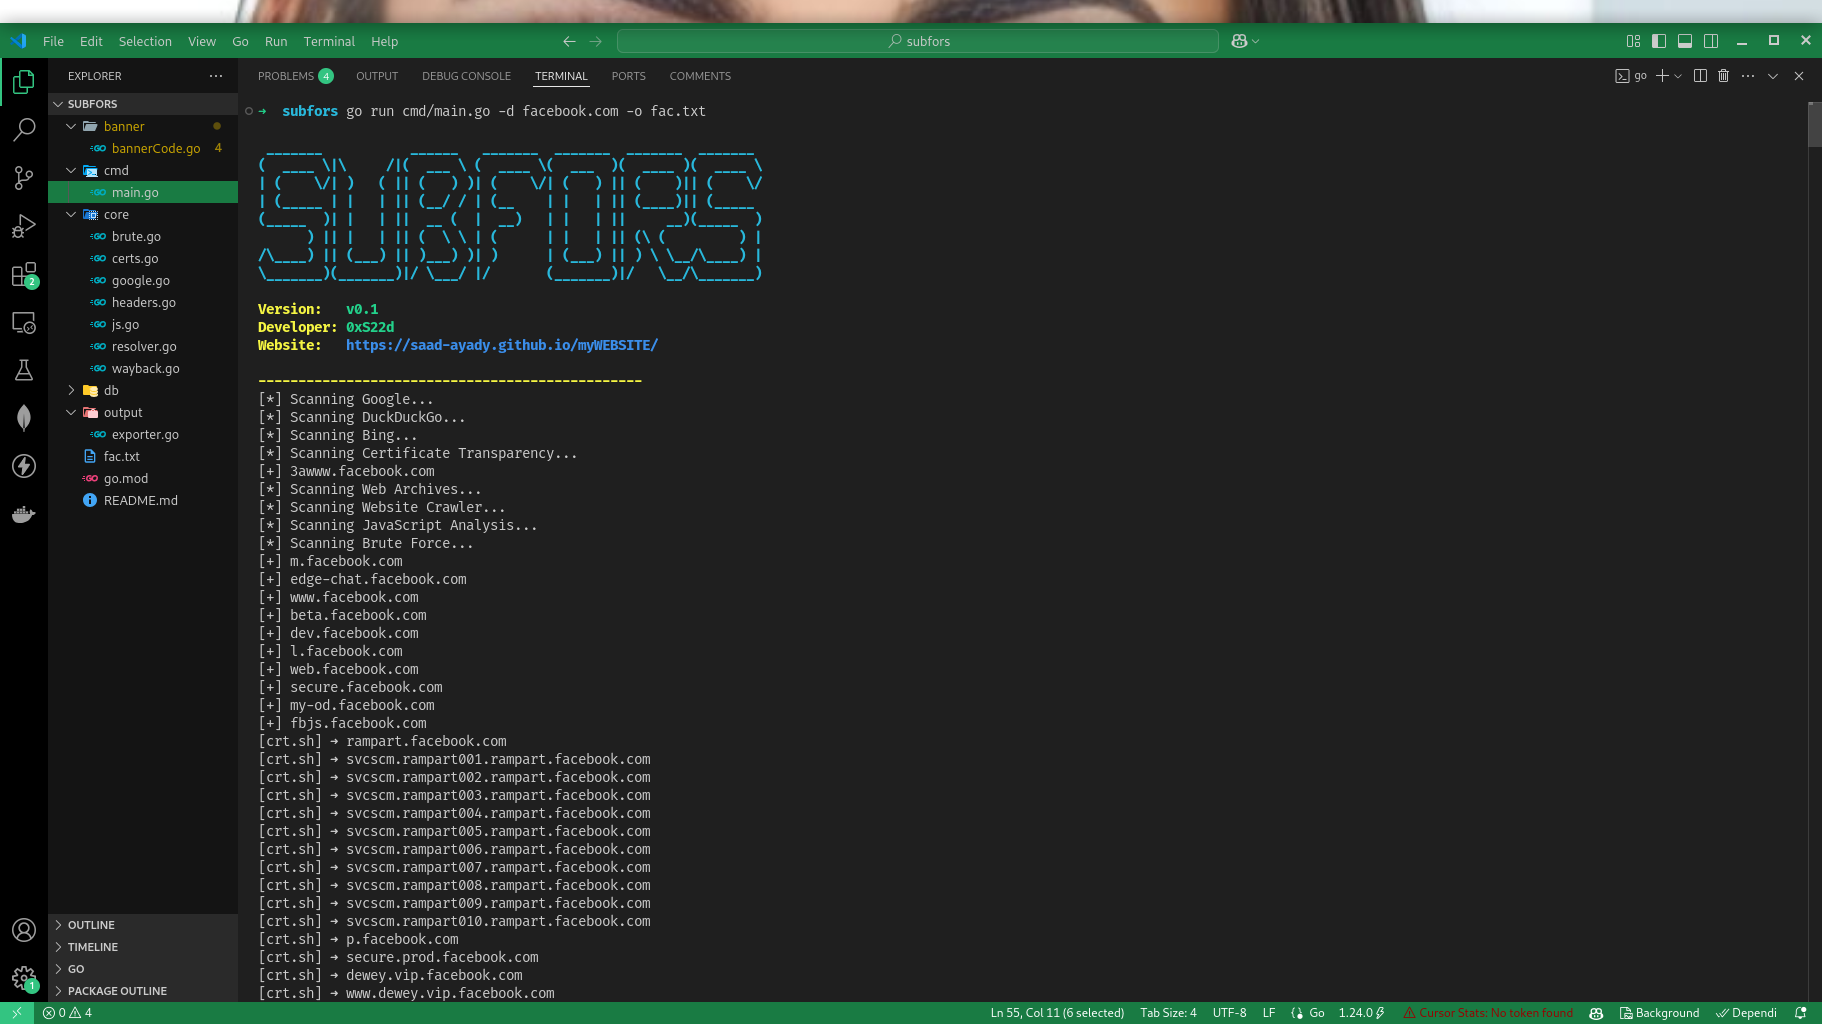 File Edit Selection View Go Run Terminal Help
subfors
EXPLORER
PROBLEMS 4 OUTPUT DEBUG CONSOLE TERMINAL PORTS COMMENTS
go
SUBFORS
banner
bannerCode.go 4
cmd
main.go
core
brute.go
certs.go
google.go
headers.go
js.go
resolver.go
wayback.go
db
output
exporter.go
fac.txt
go.mod
README.md
OUTLINE
TIMELINE
GO
PACKAGE OUTLINE
2
1
➜ subfors go run cmd/main.go -d facebook.com -o fac.txt
SUBFORS
Version: v0.1
Developer: 0xS22d
Website: https://saad-ayady.github.io/myWEBSITE/
------------------------------------------------
[*] Scanning Google...
[*] Scanning DuckDuckGo...
[*] Scanning Bing...
[*] Scanning Certificate Transparency...
[+] 3awww.facebook.com
[*] Scanning Web Archives...
[*] Scanning Website Crawler...
[*] Scanning JavaScript Analysis...
[*] Scanning Brute Force...
[+] m.facebook.com
[+] edge-chat.facebook.com
[+] www.facebook.com
[+] beta.facebook.com
[+] dev.facebook.com
[+] l.facebook.com
[+] web.facebook.com
[+] secure.facebook.com
[+] my-od.facebook.com
[+] fbjs.facebook.com
[crt.sh] → rampart.facebook.com
[crt.sh] → svcscm.rampart001.rampart.facebook.com
[crt.sh] → svcscm.rampart002.rampart.facebook.com
[crt.sh] → svcscm.rampart003.rampart.facebook.com
[crt.sh] → svcscm.rampart004.rampart.facebook.com
[crt.sh] → svcscm.rampart005.rampart.facebook.com
[crt.sh] → svcscm.rampart006.rampart.facebook.com
[crt.sh] → svcscm.rampart007.rampart.facebook.com
[crt.sh] → svcscm.rampart008.rampart.facebook.com
[crt.sh] → svcscm.rampart009.rampart.facebook.com
[crt.sh] → svcscm.rampart010.rampart.facebook.com
[crt.sh] → p.facebook.com
[crt.sh] → secure.prod.facebook.com
[crt.sh] → dewey.vip.facebook.com
[crt.sh] → www.dewey.vip.facebook.com
0 4 Ln 55, Col 11 (6 selected) Tab Size: 4 UTF-8 LF Go 1.24.0 Cursor Stats: No token found Background Dependi